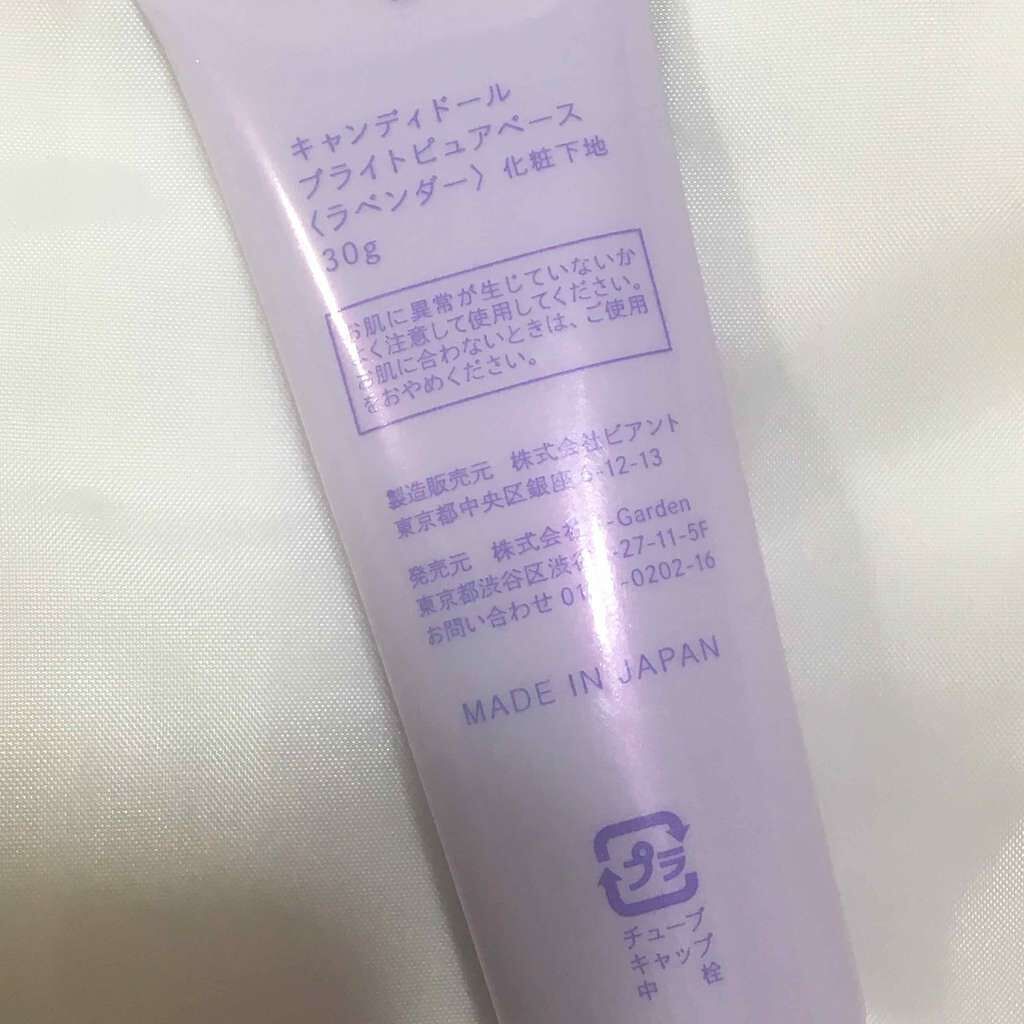 キャンディドール
ブライトピュアベース
〈ラベンダー〉 化粧下地
30g
お肌に異常が生じていないか
よく注意して使用してください。
お肌に合わないときは、ご使用
をおやめください。
製造販売元 株式会社ビアント
東京都中央区銀座 6-12-13
発売元 株式会社 -Garden
東京都渋谷区渋谷 -27-11-5F
お問い合わせ -0202-16
MADE IN JAPAN
プラ
チューブ
キャップ
中 栓